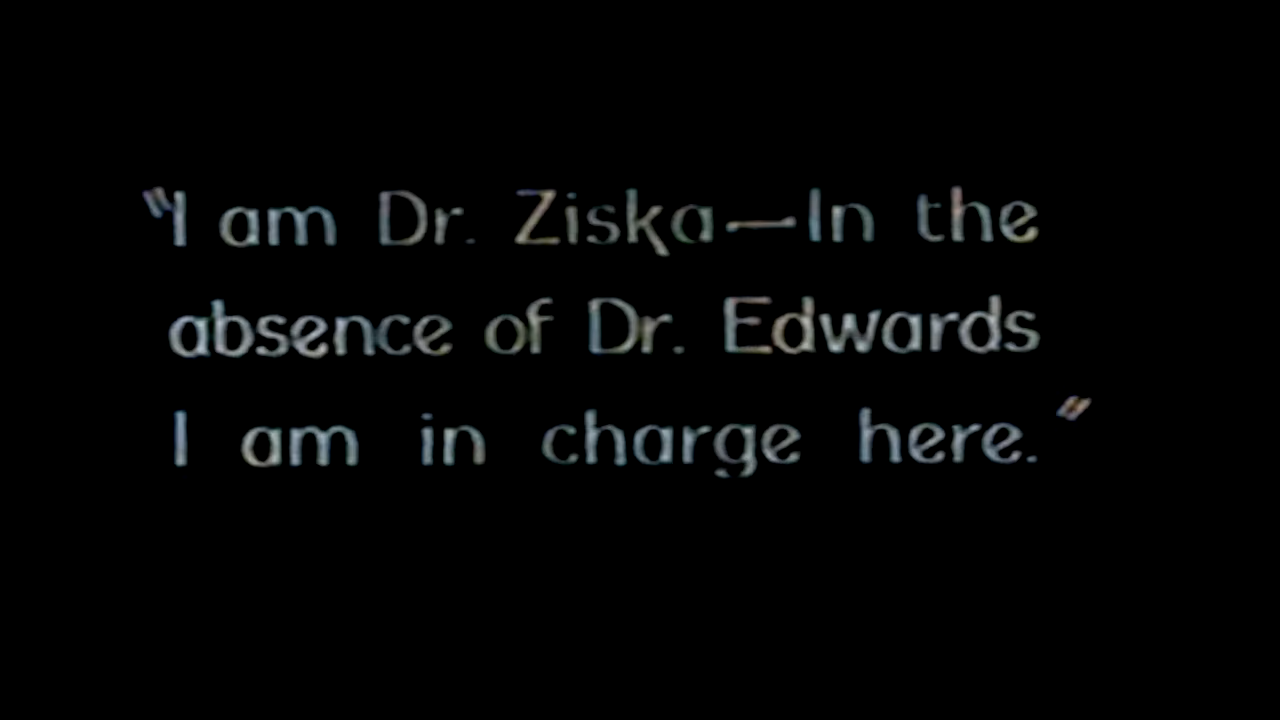 "I am Dr. Ziska—In the
absence of Dr. Edwards
I am in charge here."